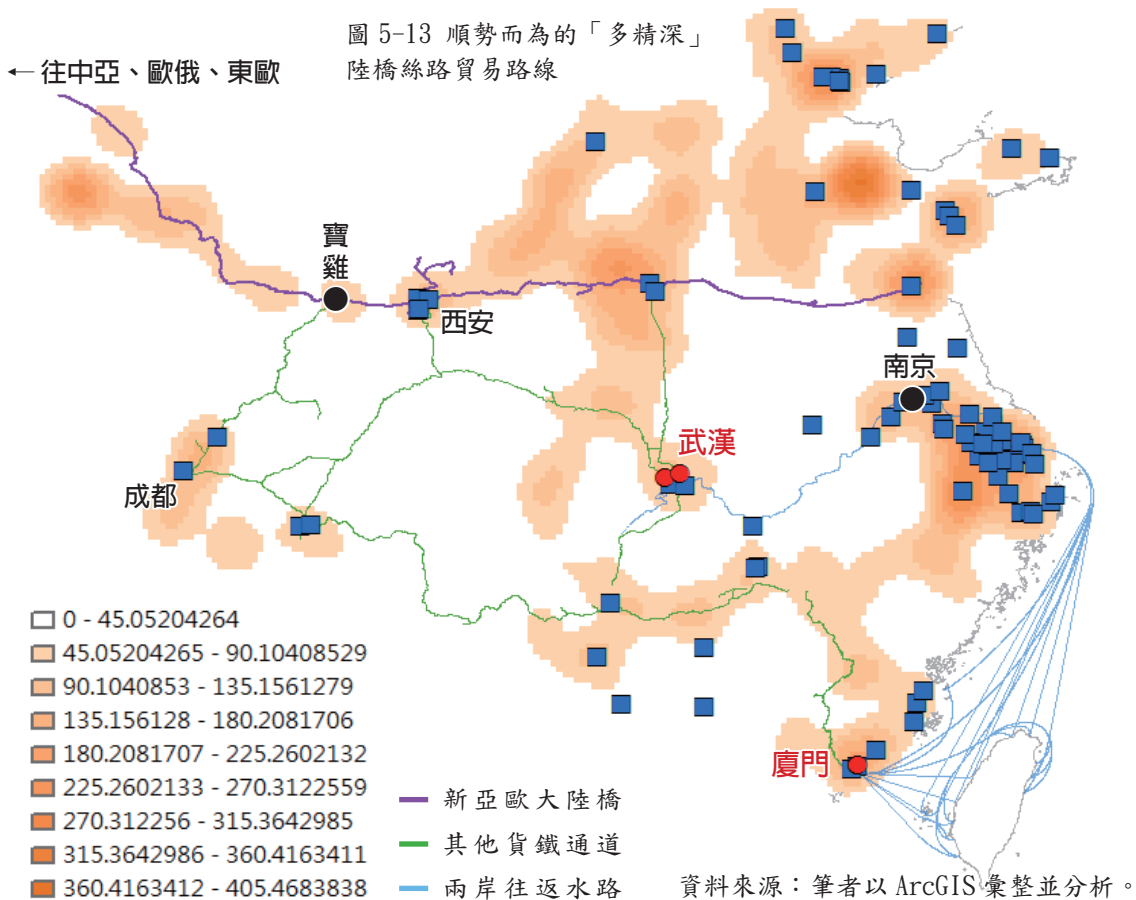 圖 5-13 順勢而為的「多精深」
陸橋絲路貿易路線
←往中亞、歐俄、東歐
寶
雞
西安
南京
武漢
成都
廈門
0 - 45.05204264
45.05204265 - 90.10408529
90.1040853 - 135.1561279
135.156128 - 180.2081706
180.2081707 - 225.2602132
225.2602133 - 270.3122559
270.312256 - 315.3642985
315.3642986 - 360.4163411
360.4163412 - 405.4683838
新亞歐大陸橋
其他貨鐵通道
兩岸往返水路
資料來源：筆者以 ArcGIS 彙整並分析。